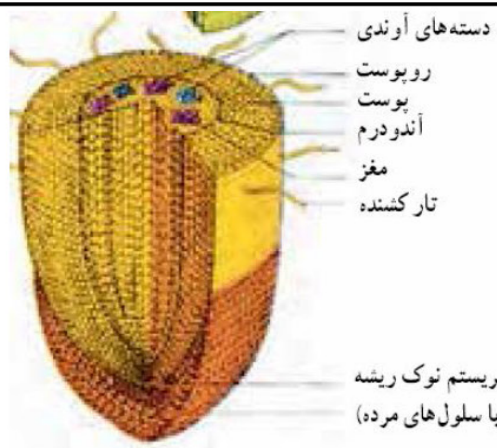 دسته‌های آوندی
روپوست
پوست
آندودرم
مغز
تار کشنده
ریستم نوک ریشه
با سلول‌های مرده)